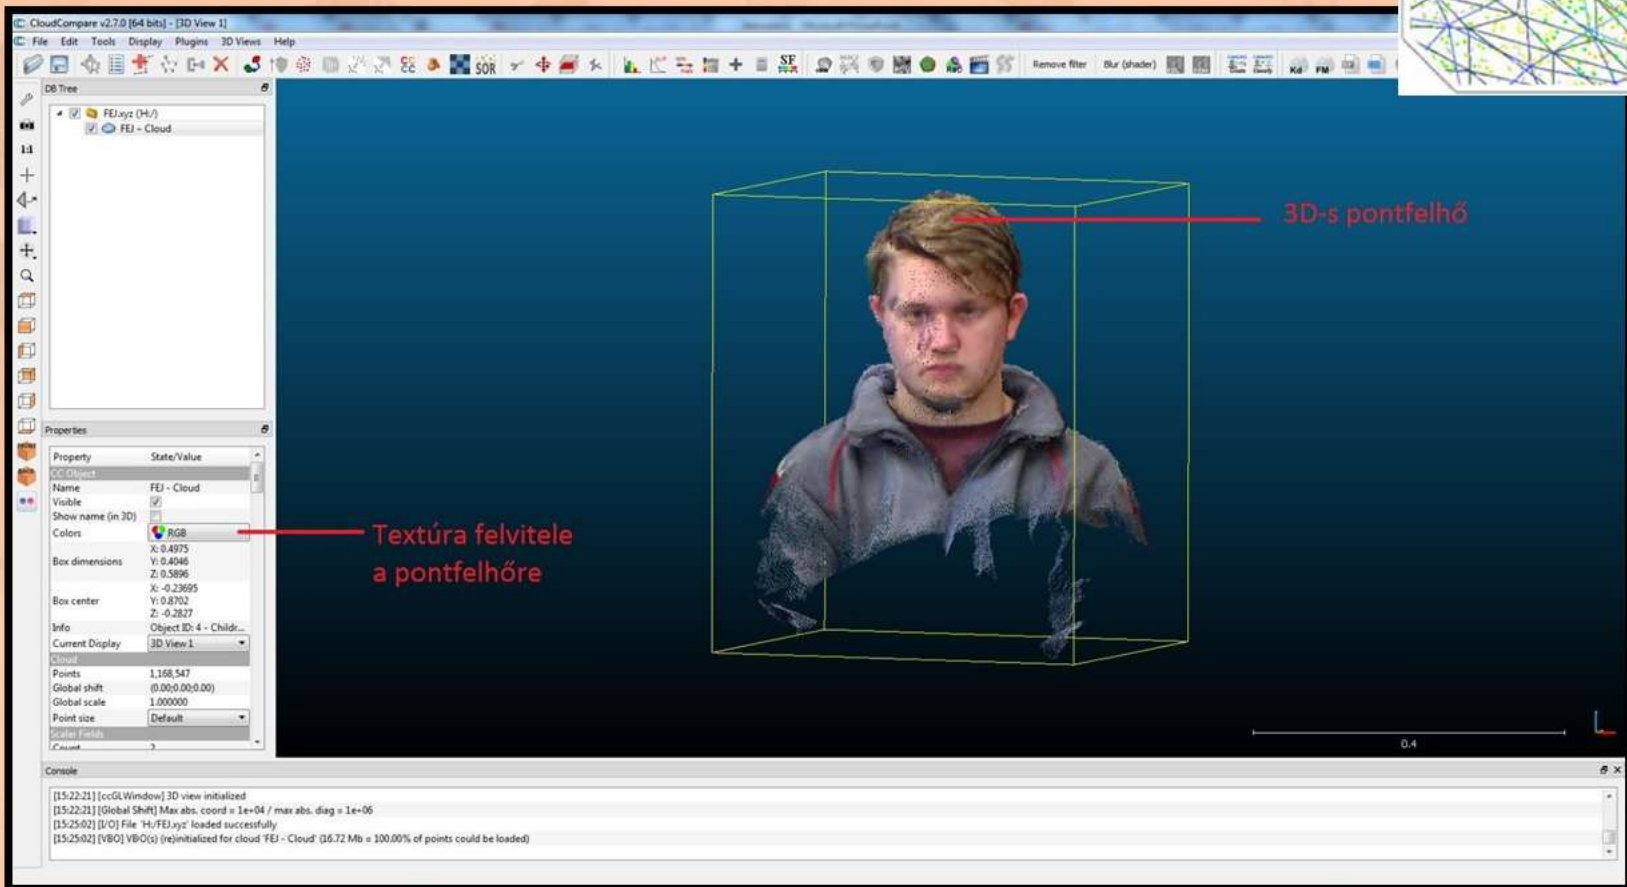 CloudCompare v2.7.0 [64 bits] - [3D View 1]
File Edit Tools Display Plugins 3D Views Help
SOR
SF
Remove filter Blur (shader)
Kd FM
DB Tree
FEJ.xyz (H:/)
FEJ - Cloud
1:1
3D-s pontfelhő
Properties
Property State/Value
CC Object
Name FEJ - Cloud
Visible
Show name (in 3D)
Colors RGB
Box dimensions
X: 0.4975
Y: 0.4046
Z: 0.5896
Box center
X: -0.23695
Y: 0.8702
Z: -0.2827
Info Object ID: 4 - Childr...
Current Display 3D View 1
Cloud
Points 1,168,547
Global shift (0.00;0.00;0.00)
Global scale 1.000000
Point size Default
Scalar Fields
Count 2
Textúra felvitele
a pontfelhőre
0.4
Console
[15:22:21] [ccGLWindow] 3D view initialized
[15:22:21] [Global Shift] Max abs. coord = 1e+04 / max abs. diag = 1e+06
[15:25:02] [I/O] File 'H:/FEJ.xyz' loaded successfully
[15:25:02] [VBO] VBO(s) (re)initialized for cloud 'FEJ - Cloud' (16.72 Mb = 100.00% of points could be loaded)